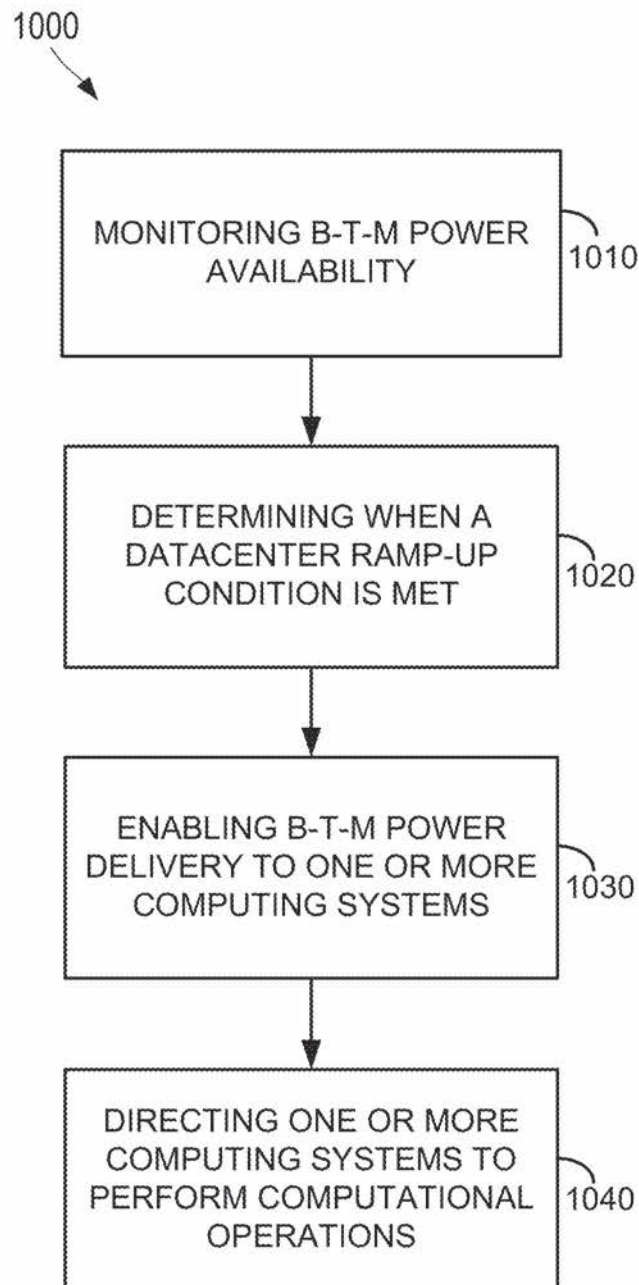 1000
MONITORING B-T-M POWER
AVAILABILITY
1010
DETERMINING WHEN A
DATACENTER RAMP-UP
CONDITION IS MET
1020
ENABLING B-T-M POWER
DELIVERY TO ONE OR MORE
COMPUTING SYSTEMS
1030
DIRECTING ONE OR MORE
COMPUTING SYSTEMS TO
PERFORM COMPUTATIONAL
OPERATIONS
1040